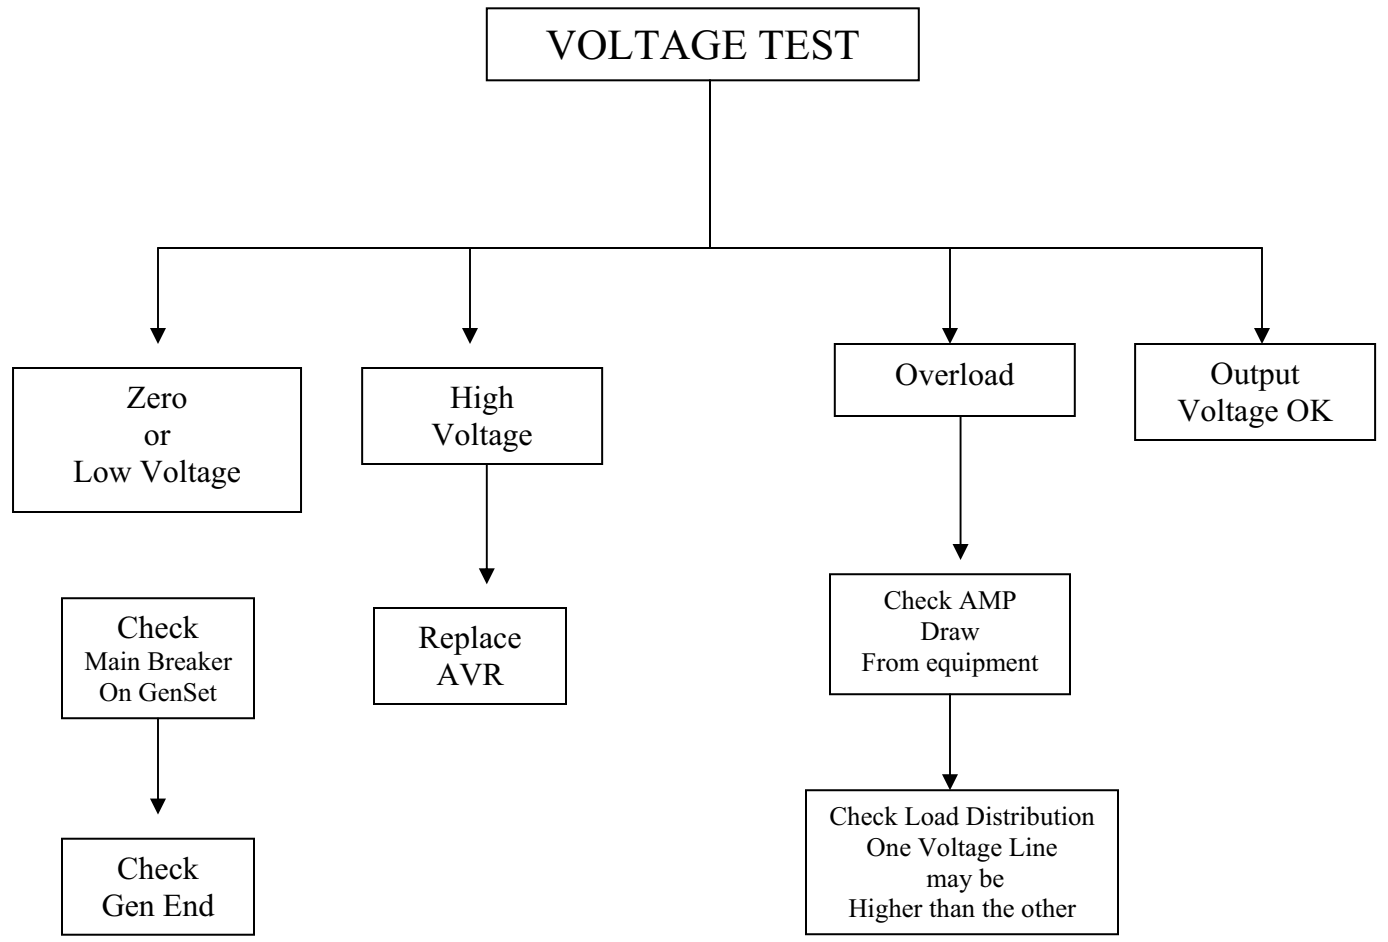 VOLTAGE TEST
Zero
or
Low Voltage
High
Voltage
Overload
Output
Voltage OK
Check
Main Breaker
On GenSet
Replace
AVR
Check AMP
Draw
From equipment
Check
Gen End
Check Load Distribution
One Voltage Line
may be
Higher than the other